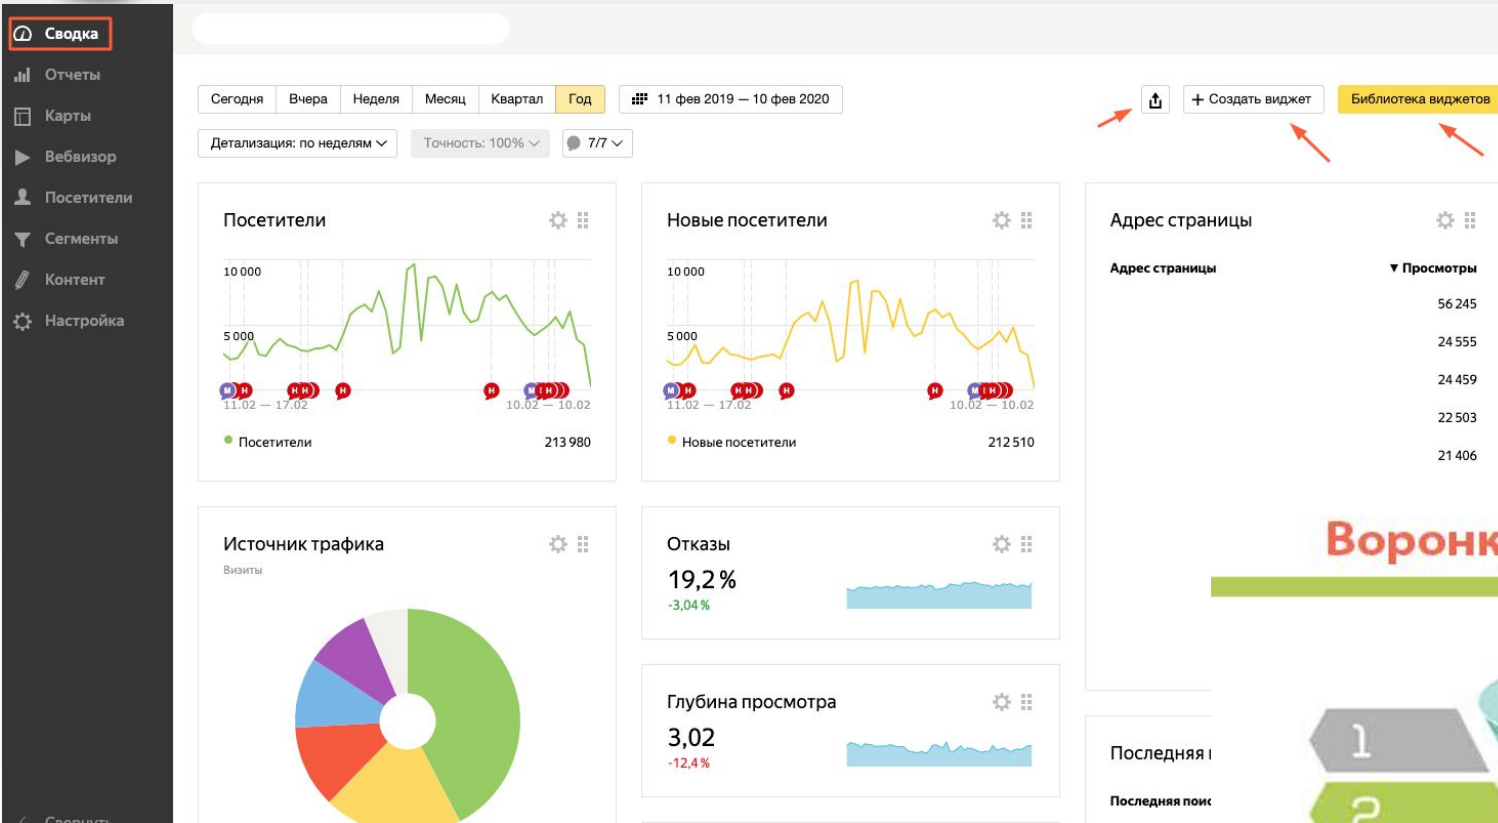 Сводка
Отчеты
Карты
Вебвизор
Посетители
Сегменты
Контент
Настройка
Сегодня Вчера Неделя Месяц Квартал Год 11 фев 2019 — 10 фев 2020
+ Создать виджет Библиотека виджетов
Детализация: по неделям Точность: 100% 7/7
Посетители
10 000
5 000
М Н Н Н Н Н М Н
11.02 — 17.02 10.02 — 10.02
Посетители 213 980
Новые посетители
10 000
5 000
М Н Н Н Н Н М Н
11.02 — 17.02 10.02 — 10.02
Новые посетители 212 510
Адрес страницы
Адрес страницы ▼ Просмотры
56 245
24 555
24 459
22 503
21 406
Источник трафика
Визиты
Отказы
19,2 %
-3,04 %
Глубина просмотра
3,02
-12,4 %
Воронк
1
2
Последняя
Последняя поис